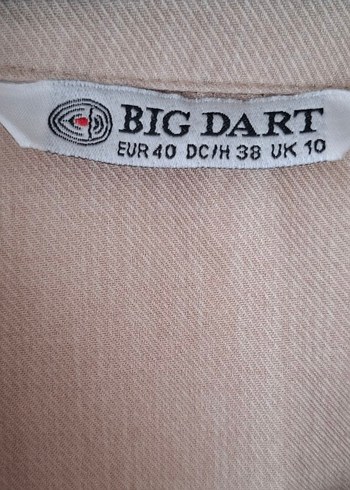 BIG DART
EUR 40 DC/H 38 UK 10